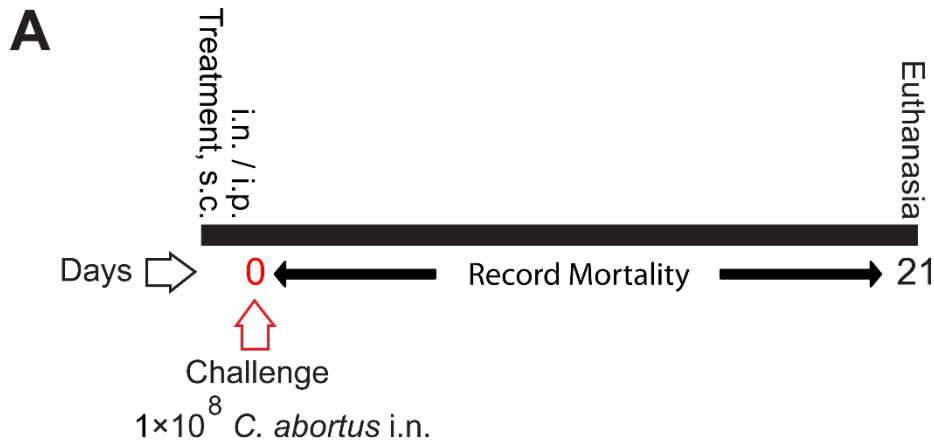 A
Treatment, s.c.
i.n. / i.p.
Euthanasia
Days 0 Record Mortality 21
Challenge
1×10⁸ C. abortus i.n.